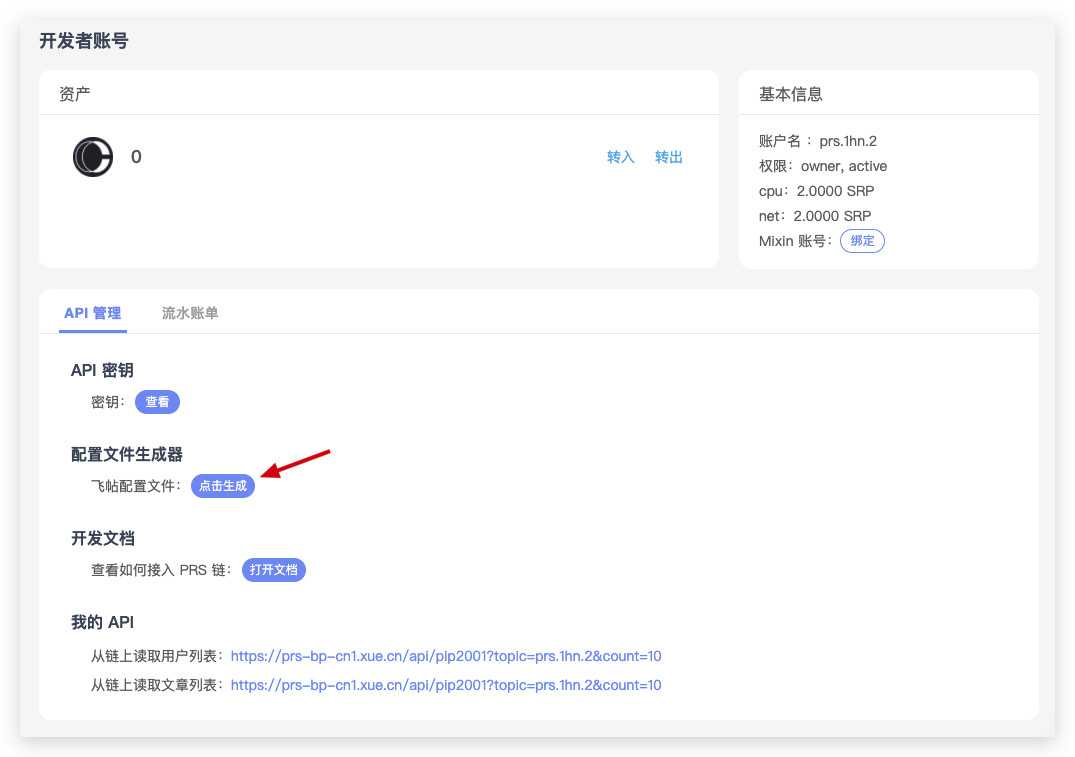 开发者账号
资产
0
转入 转出
基本信息
账户名 ： prs.1hn.2
权限：owner, active
cpu：2.0000 SRP
net：2.0000 SRP
Mixin 账号： 绑定
API 管理 流水账单
API 密钥
密钥： 查看
配置文件生成器
飞帖配置文件： 点击生成
开发文档
查看如何接入 PRS 链： 打开文档
我的 API
从链上读取用户列表：https://prs-bp-cn1.xue.cn/api/pip2001?topic=prs.1hn.2&count=10
从链上读取文章列表：https://prs-bp-cn1.xue.cn/api/pip2001?topic=prs.1hn.2&count=10